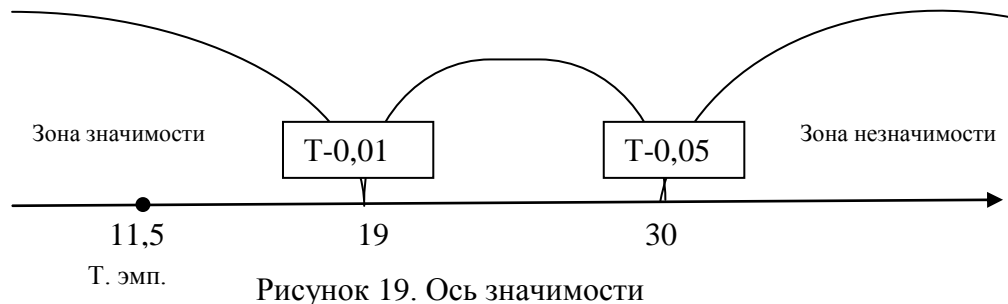 Зона значимости
Т-0,01
Т-0,05
Зона незначимости
11,5
19
30
Т. эмп.
Рисунок 19. Ось значимости